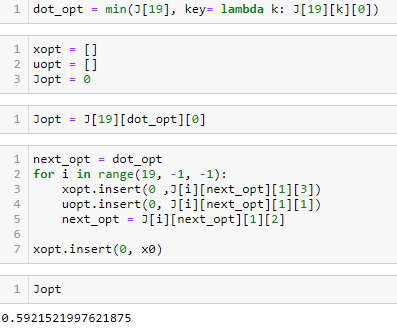 1 dot_opt = min(J[19], key= lambda k: J[19][k][0])
1 xopt = []
2 uopt = []
3 Jopt = 0
1 Jopt = J[19][dot_opt][0]
1 next_opt = dot_opt
2 for i in range(19, -1, -1):
3     xopt.insert(0 ,J[i][next_opt][1][3])
4     uopt.insert(0, J[i][next_opt][1][1])
5     next_opt = J[i][next_opt][1][2]
6
7 xopt.insert(0, x0)
1 Jopt
0.5921521997621875